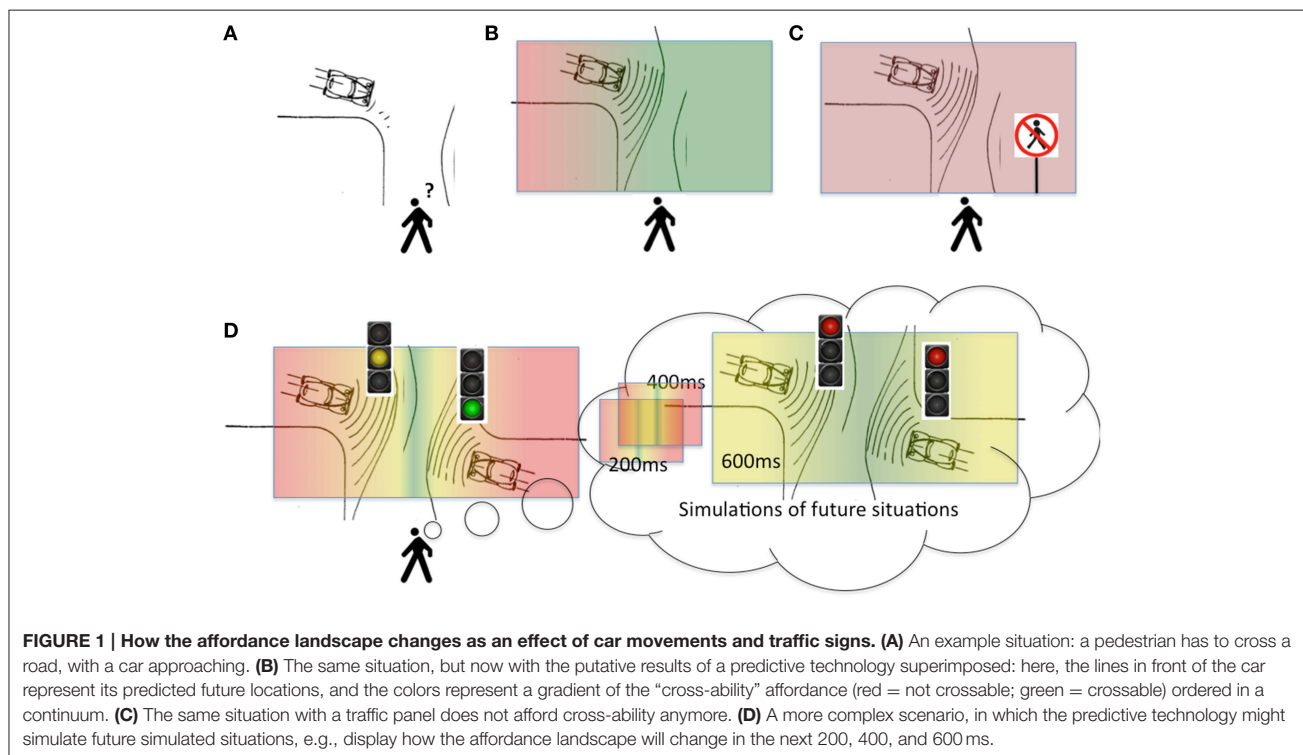 A
B
C
?
D
400ms
200ms
600ms
Simulations of future situations
FIGURE 1 | How the affordance landscape changes as an effect of car movements and traffic signs. (A) An example situation: a pedestrian has to cross a
road, with a car approaching. (B) The same situation, but now with the putative results of a predictive technology superimposed: here, the lines in front of the car
represent its predicted future locations, and the colors represent a gradient of the “cross-ability” affordance (red = not crossable; green = crossable) ordered in a
continuum. (C) The same situation with a traffic panel does not afford cross-ability anymore. (D) A more complex scenario, in which the predictive technology might
simulate future simulated situations, e.g., display how the affordance landscape will change in the next 200, 400, and 600 ms.